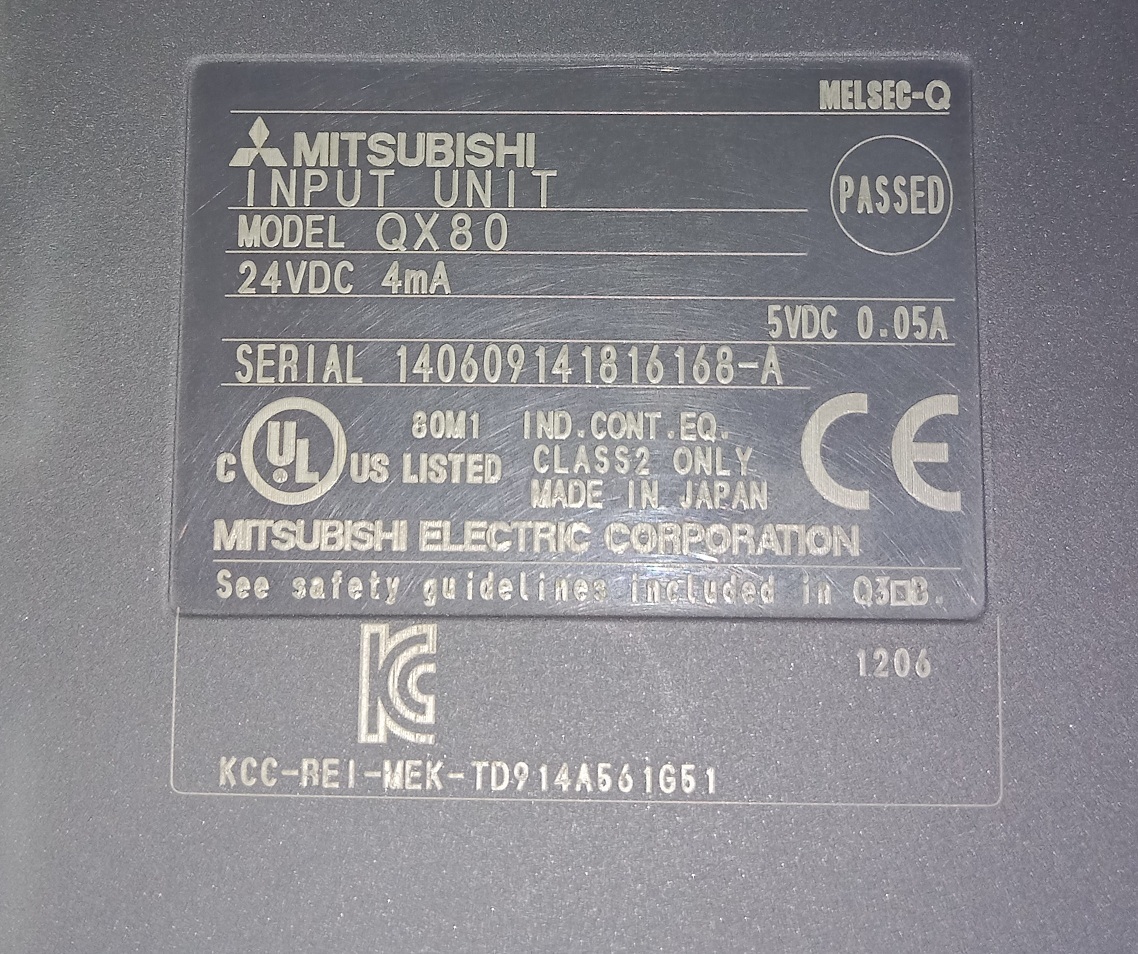 MELSEC-Q
MITSUBISHI
INPUT UNIT
PASSED
MODEL QX80
24VDC 4mA
5VDC 0.05A
SERIAL 140609141816168-A
C UL US LISTED
80M1 IND.CONT.EQ.
CLASS2 ONLY
MADE IN JAPAN
CE
MITSUBISHI ELECTRIC CORPORATION
See safety guidelines included in Q3□B.
KC
1206
KCC-REI-MEK-TD914A561G51